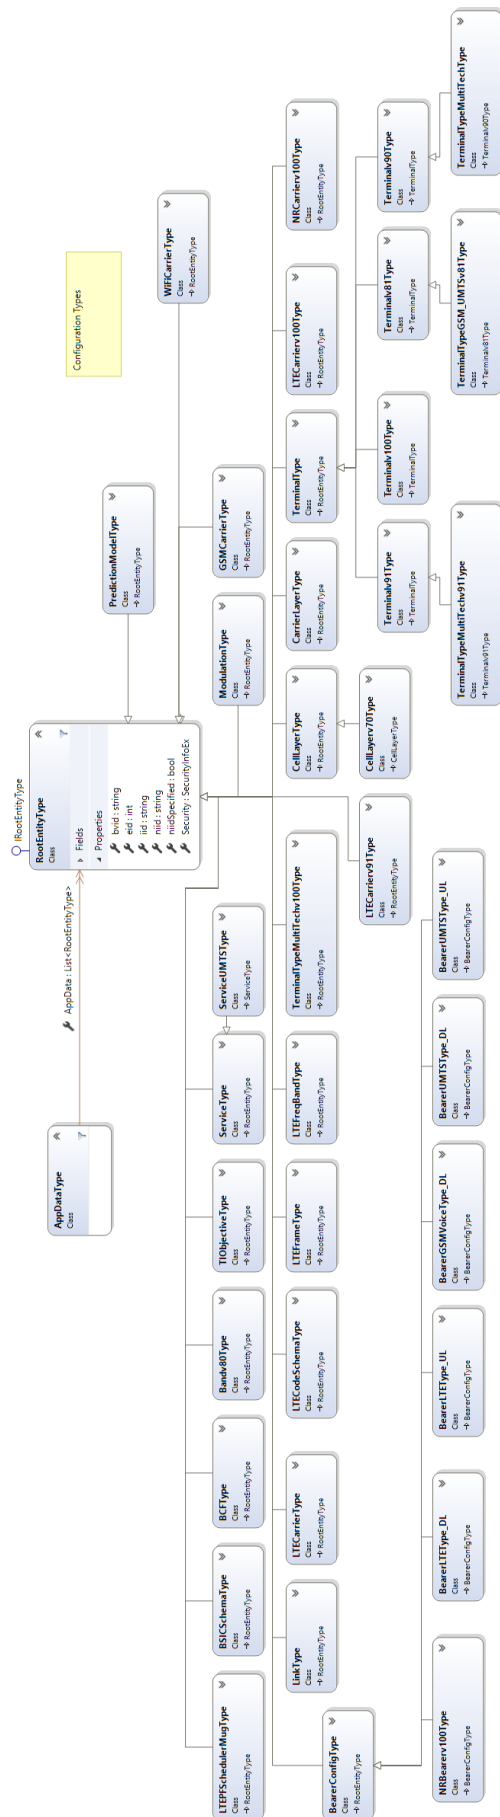 IRootEntityType
RootEntityType
Class
Fields
Properties
bvid : string
eid : int
iid : string
niid : string
niidSpecified : bool
Security : SecurityInfoEx
AppData : List<RootEntityType>
AppDataType
Class
Configuration Types
PredictionModelType
Class
RootEntityType
WiFiCarrierType
Class
RootEntityType
LTEPFSchedulerMugType
Class
RootEntityType
BSICSchemaType
Class
RootEntityType
BCFType
Class
RootEntityType
Bandv80Type
Class
RootEntityType
TIObjectiveType
Class
RootEntityType
ServiceType
Class
RootEntityType
ServiceUMTSType
Class
ServiceType
ModulationType
Class
RootEntityType
GSMCarrierType
Class
RootEntityType
LinkType
Class
RootEntityType
LTECarrierType
Class
RootEntityType
LTECodeSchemaType
Class
RootEntityType
LTEFrameType
Class
RootEntityType
LTEFreqBandType
Class
RootEntityType
TerminalTypeMultiTechv100Type
Class
RootEntityType
CellLayerType
Class
RootEntityType
CarrierLayerType
Class
RootEntityType
TerminalType
Class
RootEntityType
LTECarrierv100Type
Class
RootEntityType
NRCarrierv100Type
Class
RootEntityType
BearerConfigType
Class
RootEntityType
LTECarrierv91Type
Class
RootEntityType
CellLayerv70Type
Class
CellLayerType
Terminalv91Type
Class
TerminalType
Terminalv100Type
Class
TerminalType
Terminalv81Type
Class
TerminalType
Terminalv90Type
Class
TerminalType
NRBearerv100Type
Class
BearerConfigType
BearerLTEType_DL
Class
BearerConfigType
BearerLTEType_UL
Class
BearerConfigType
BearerGSMVoiceType_DL
Class
BearerConfigType
BearerUMTSType_DL
Class
BearerConfigType
BearerUMTSType_UL
Class
BearerConfigType
TerminalTypeMultiTechv91Type
Class
Terminalv91Type
TerminalTypeGSM_UMTSv81Type
Class
Terminalv81Type
TerminalTypeMultiTechType
Class
Terminalv90Type